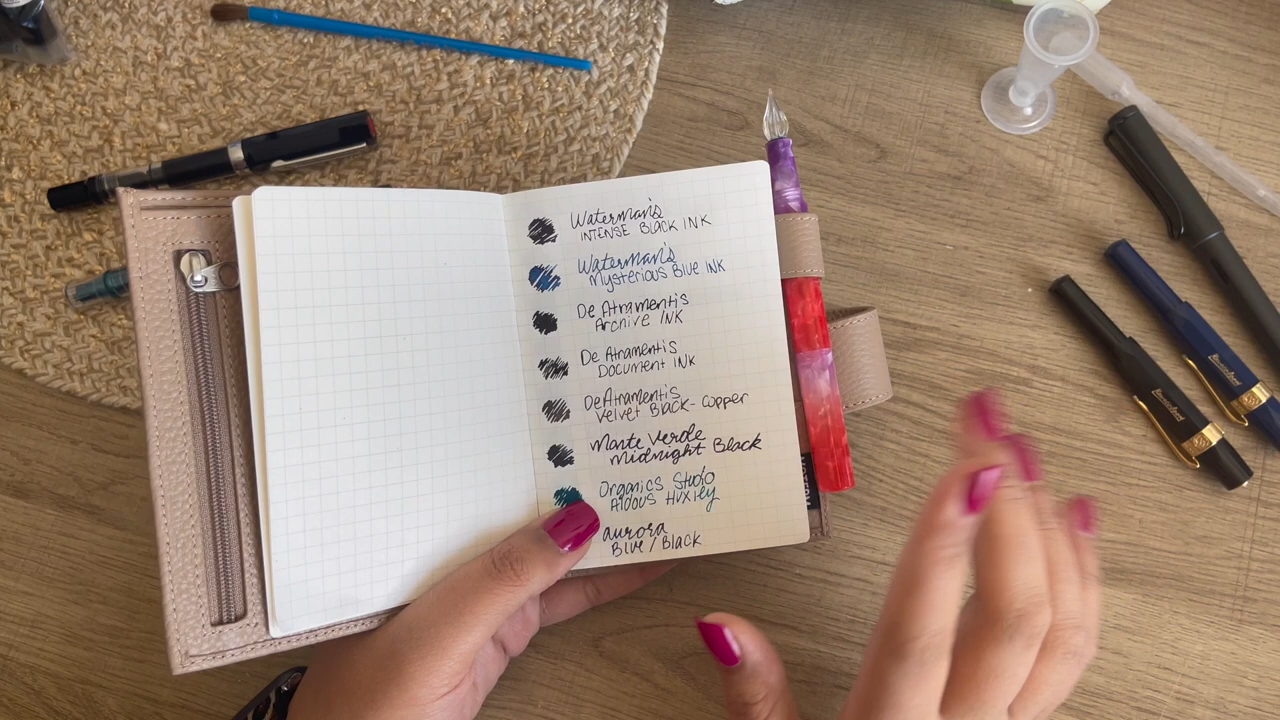 Waterman's
INTENSE BLACK INK
Waterman's
Mysterious Blue INK
De Atramentis
Archive INK
De Atramentis
Document INK
De Atramentis
Velvet Black-Copper
Monte Verde
Midnight Black
Organics Studio
Aldous Huxley
aurora
Blue / Black